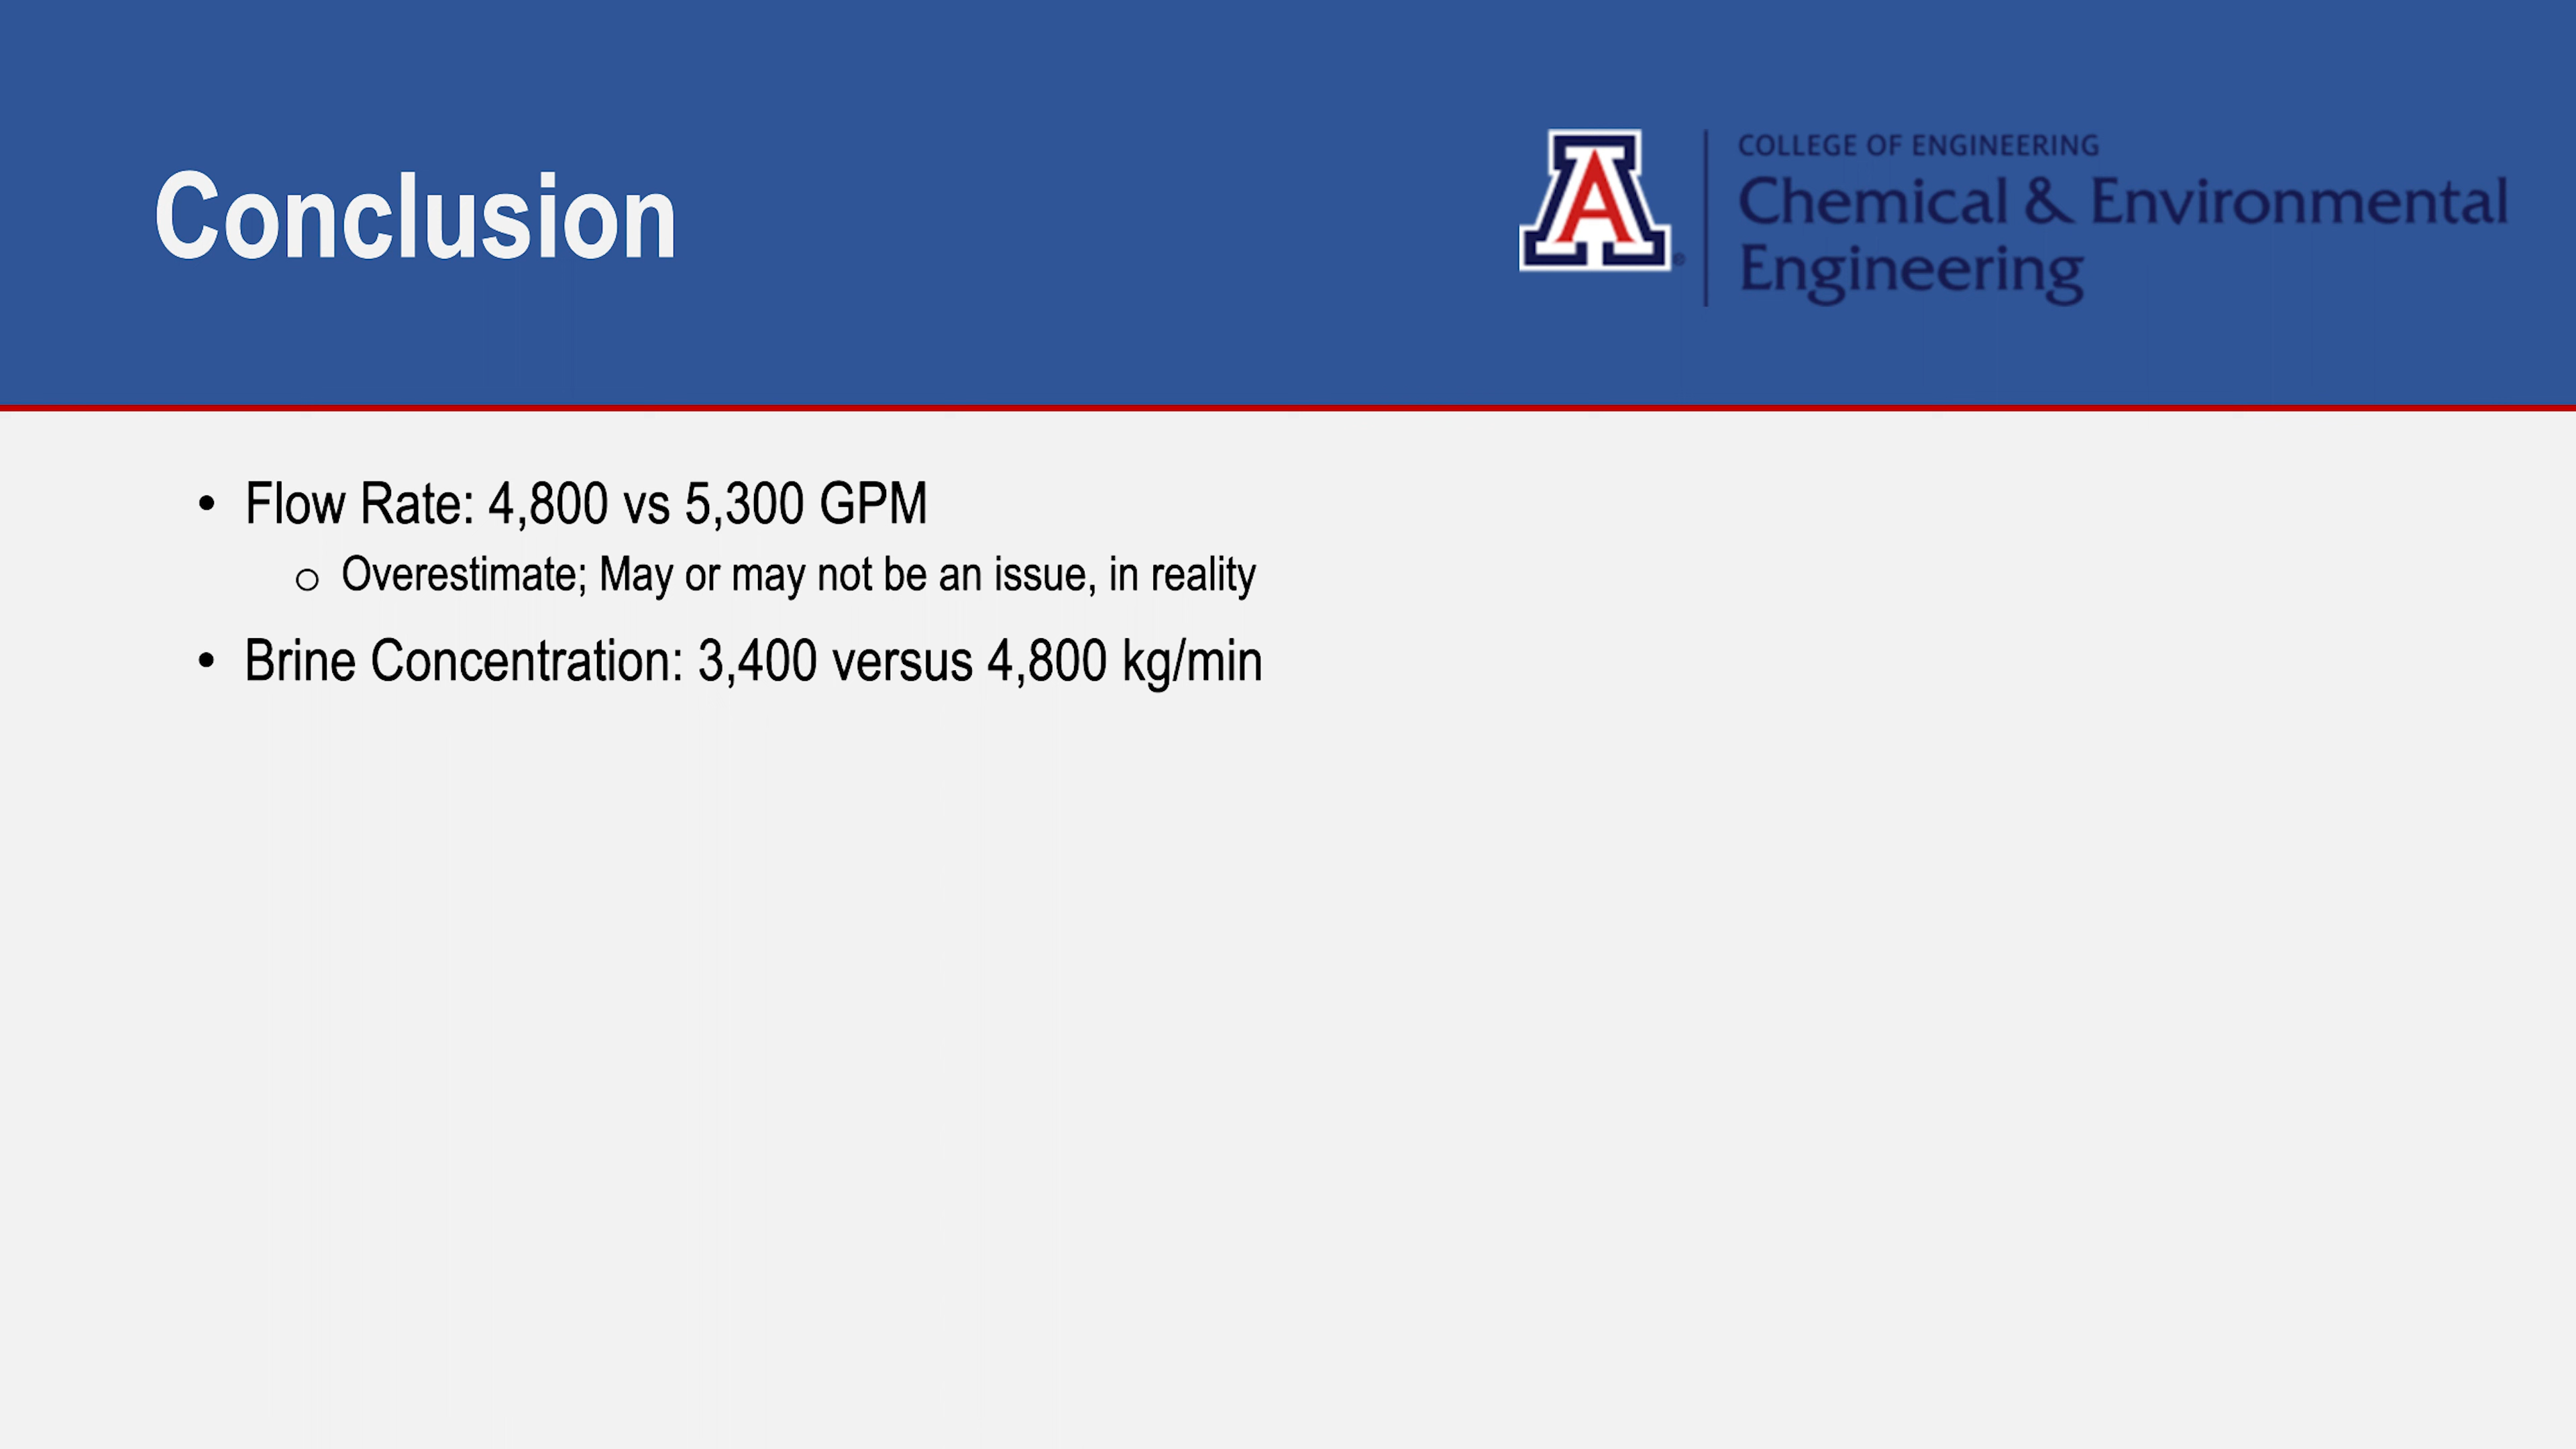 Conclusion
A
COLLEGE OF ENGINEERING
Chemical & Environmental
Engineering
• Flow Rate: 4,800 vs 5,300 GPM
o Overestimate; May or may not be an issue, in reality
• Brine Concentration: 3,400 versus 4,800 kg/min